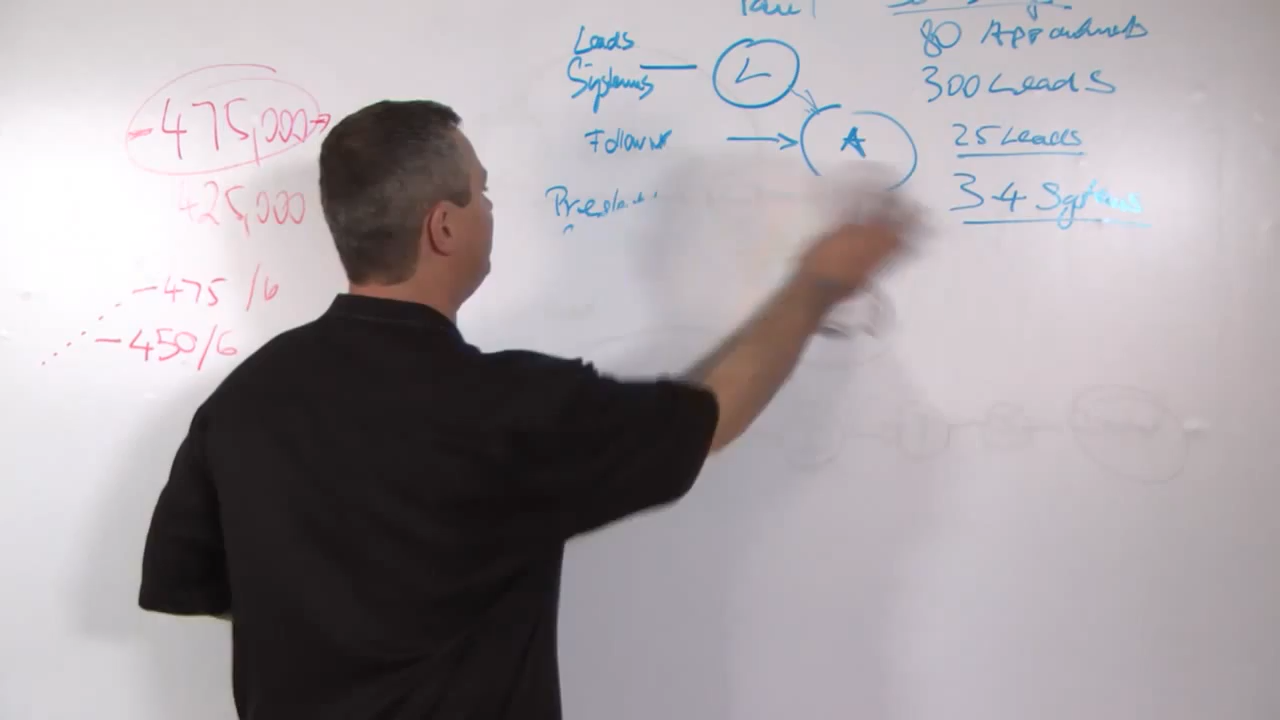 -475,000→
425,000
-475 /6
-450/6
Leads
Systems
L
Follow up
A
80 Appointments
300 Leads
25 Leads
3-4 Systems